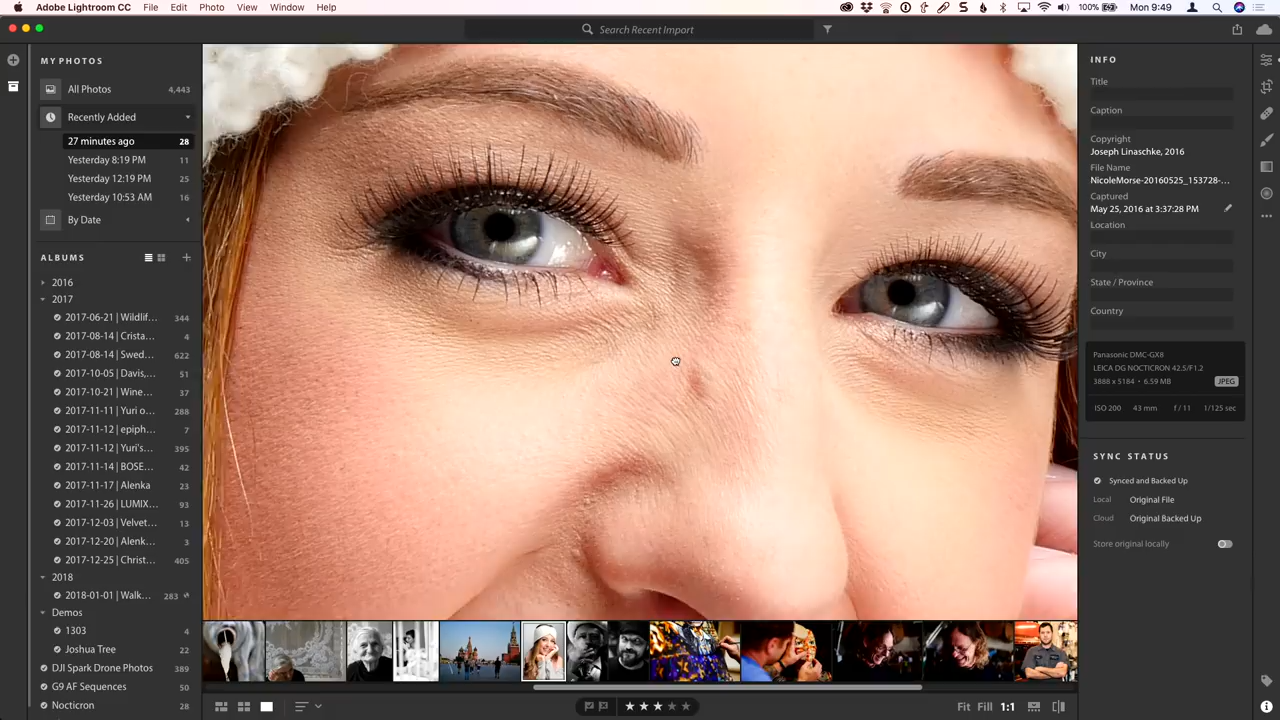 Adobe Lightroom CC File Edit Photo View Window Help 100% Mon 9:49
Search Recent Import
MY PHOTOS
All Photos 4,443
Recently Added
27 minutes ago 28
Yesterday 8:19 PM 11
Yesterday 12:19 PM 25
Yesterday 10:53 AM 16
By Date
ALBUMS
2016
2017
2017-06-21 | Wildlif... 344
2017-08-14 | Crista... 4
2017-08-14 | Swed... 622
2017-10-05 | Davis,... 51
2017-10-21 | Wine... 37
2017-11-11 | Yuri o... 288
2017-11-12 | epiph... 7
2017-11-12 | Yuri's... 395
2017-11-14 | BOSE... 42
2017-11-17 | Alenka 23
2017-11-26 | LUMIX... 93
2017-12-03 | Velvet... 13
2017-12-20 | Alenk... 3
2017-12-25 | Christ... 405
2018
2018-01-01 | Walk... 283
Demos
1303 4
Joshua Tree 11
DJI Spark Drone Photos 389
G9 AF Sequences 50
Nocticron 28
INFO
Title
Caption
Copyright
Joseph Linaschke, 2016
File Name
NicoleMorse-20160525_153728-...
Captured
May 25, 2016 at 3:37:28 PM
Location
City
State / Province
Country
Panasonic DMC-GX8
LEICA DG NOCTICRON 42.5/F1.2
3888 x 5184 • 6.59 MB JPEG
ISO 200 43 mm f / 11 1/125 sec
SYNC STATUS
Synced and Backed Up
Local Original File
Cloud Original Backed Up
Store original locally
Fit Fill 1:1